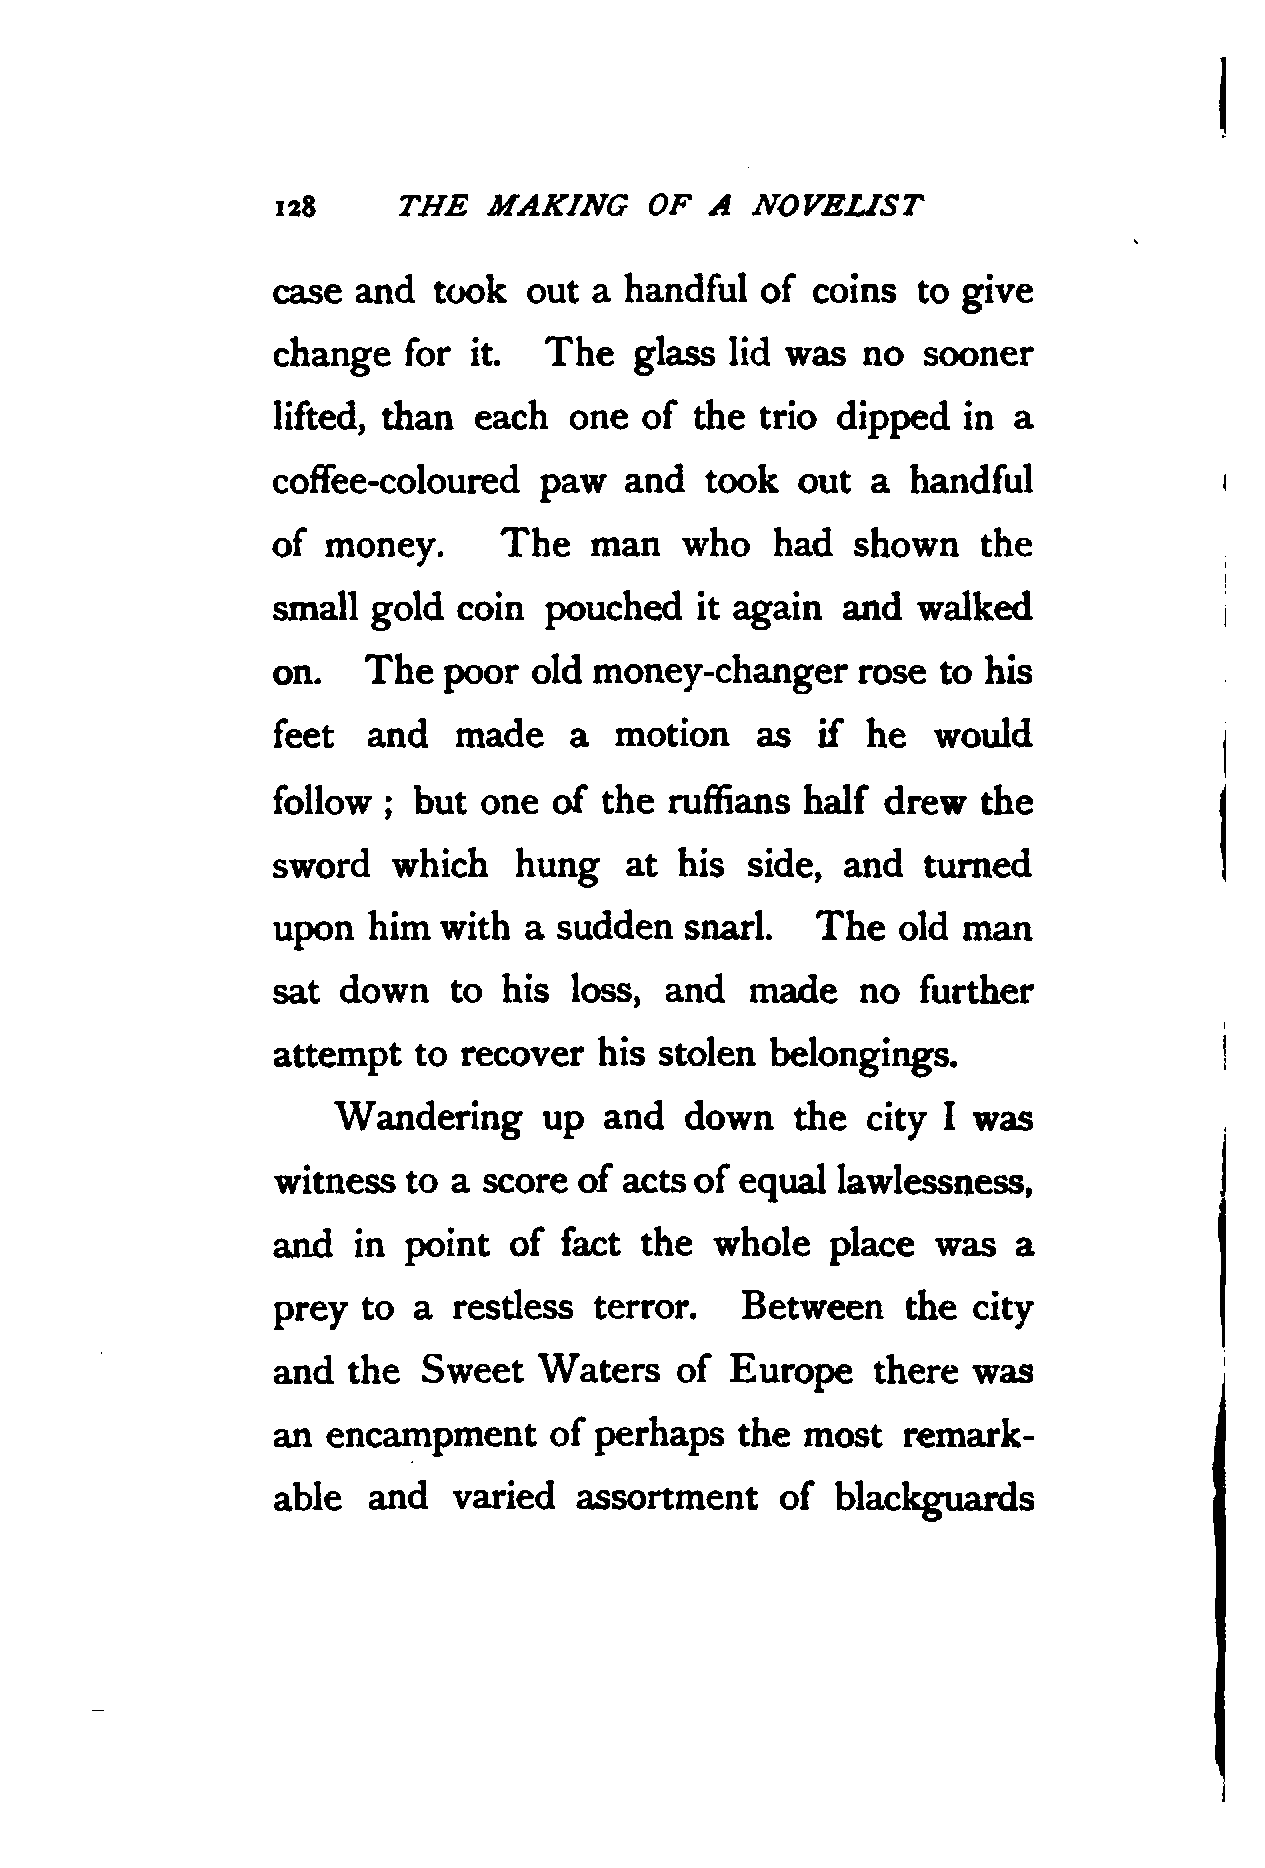 128 THE MAKING OF A NOVELIST
case and took out a handful of coins to give
change for it. The glass lid was no sooner
lifted, than each one of the trio dipped in a
coffee-coloured paw and took out a handful
of money. The man who had shown the
small gold coin pouched it again and walked
on. The poor old money-changer rose to his
feet and made a motion as if he would
follow ; but one of the ruffians half drew the
sword which hung at his side, and turned
upon him with a sudden snarl. The old man
sat down to his loss, and made no further
attempt to recover his stolen belongings.
Wandering up and down the city I was
witness to a score of acts of equal lawlessness,
and in point of fact the whole place was a
prey to a restless terror. Between the city
and the Sweet Waters of Europe there was
an encampment of perhaps the most remark-
able and varied assortment of blackguards